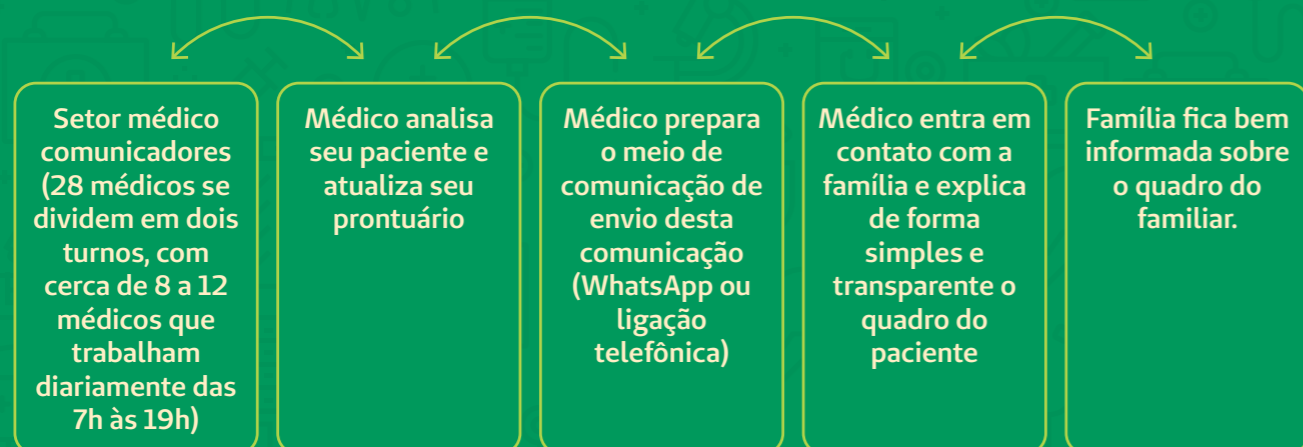 Setor médico
comunicadores
(28 médicos se
dividem em dois
turnos, com
cerca de 8 a 12
médicos que
trabalham
diariamente das
7h às 19h)
Médico analisa
seu paciente e
atualiza seu
prontuário
Médico prepara
o meio de
comunicação de
envio desta
comunicação
(WhatsApp ou
ligação
telefônica)
Médico entra em
contato com a
família e explica
de forma
simples e
transparente o
quadro do
paciente
Família fica bem
informada sobre
o quadro do
familiar.